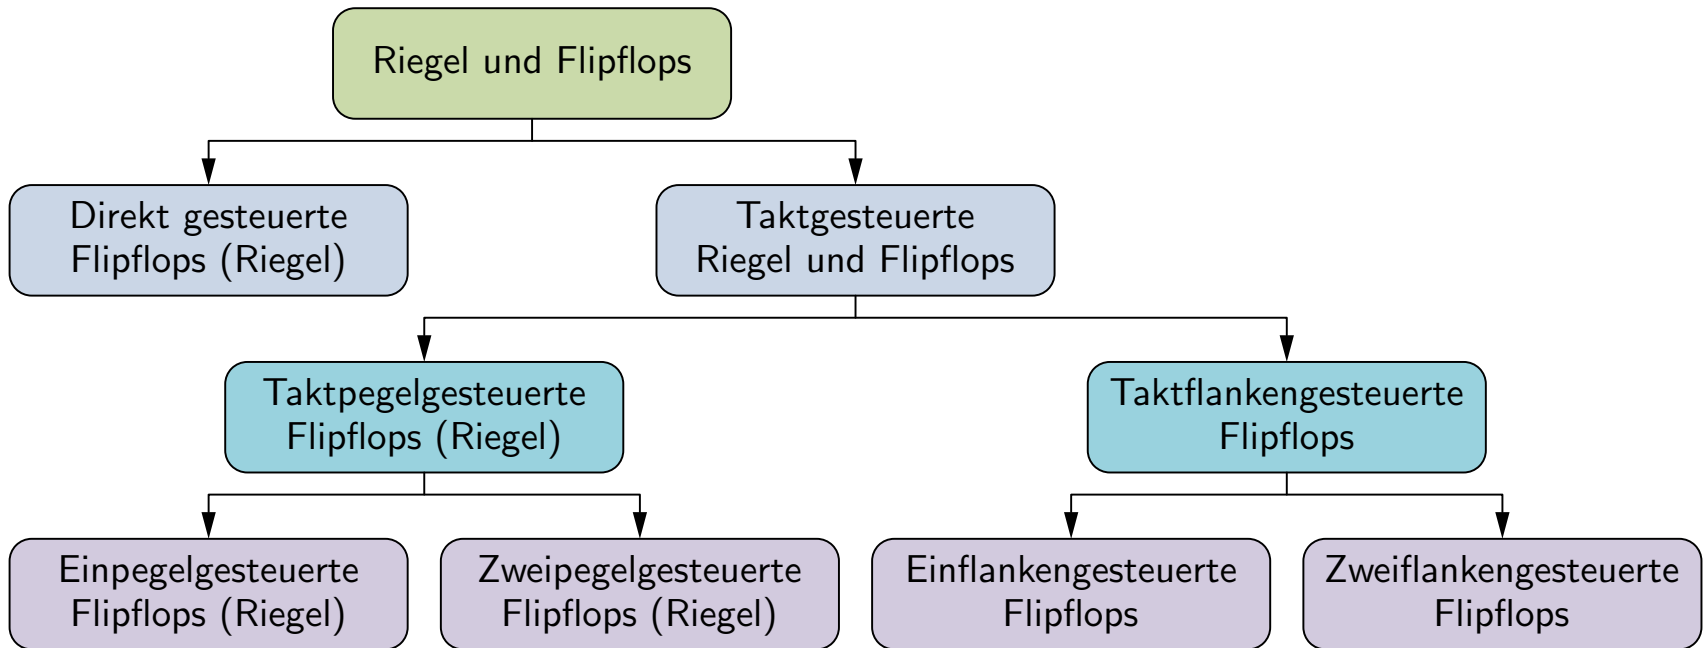 Riegel und Flipflops
Direkt gesteuerte
Flipflops (Riegel)
Taktgesteuerte
Riegel und Flipflops
Taktpegelgesteuerte
Flipflops (Riegel)
Taktflankengesteuerte
Flipflops
Einpegelgesteuerte
Flipflops (Riegel)
Zweipegelgesteuerte
Flipflops (Riegel)
Einflankengesteuerte
Flipflops
Zweiflankengesteuerte
Flipflops